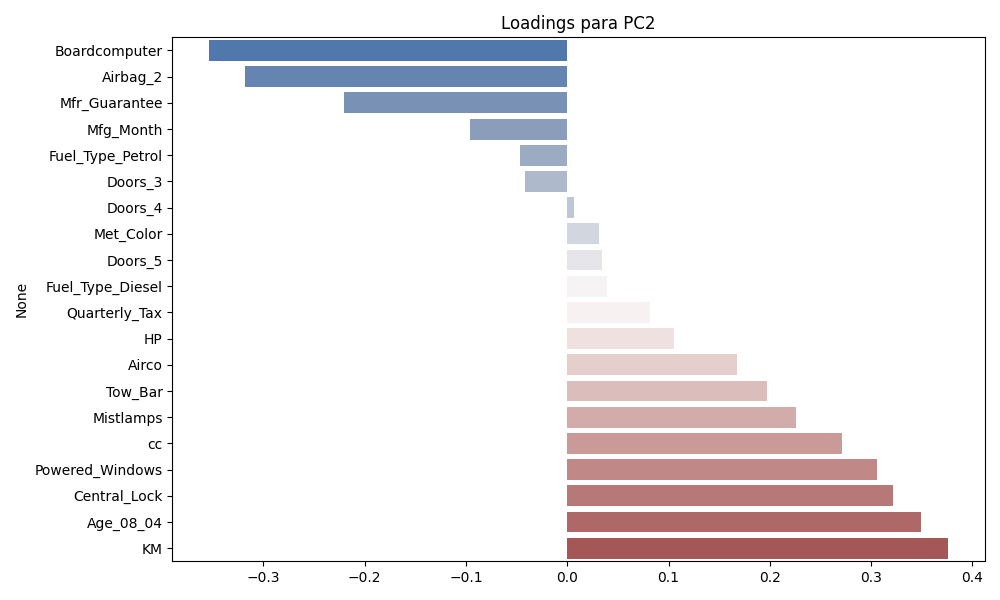 Loadings para PC2
Boardcomputer
Airbag_2
Mfr_Guarantee
Mfg_Month
Fuel_Type_Petrol
Doors_3
Doors_4
Met_Color
Doors_5
Fuel_Type_Diesel
Quarterly_Tax
HP
Airco
Tow_Bar
Mistlamps
cc
Powered_Windows
Central_Lock
Age_08_04
KM
None
−0.3 −0.2 −0.1 0.0 0.1 0.2 0.3 0.4